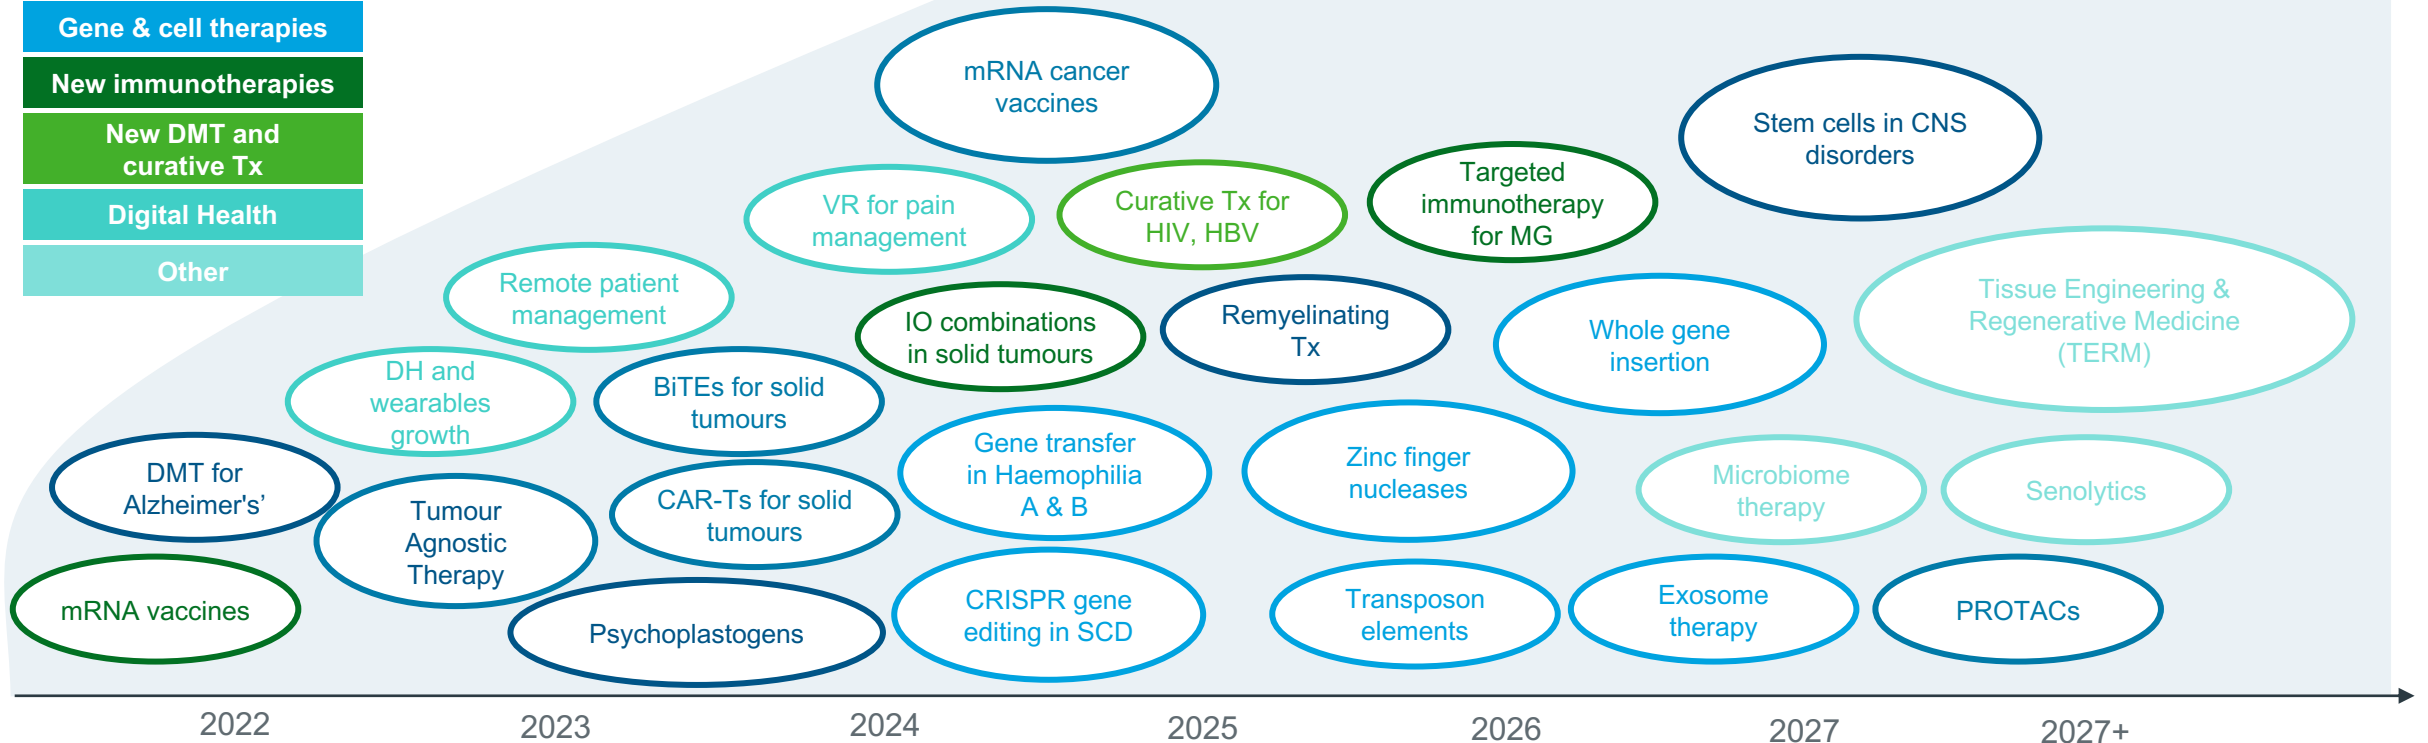 Gene & cell therapies
New immunotherapies
New DMT and
curative Tx
Digital Health
Other
mRNA cancer
vaccines
Stem cells in CNS
disorders
VR for pain
management
Curative Tx for
HIV, HBV
Targeted
immunotherapy
for MG
Remote patient
management
IO combinations
in solid tumours
Remyelinating
Tx
Whole gene
insertion
Tissue Engineering &
Regenerative Medicine
(TERM)
DH and
wearables
growth
BiTEs for solid
tumours
DMT for
Alzheimer's’
Tumour
Agnostic
Therapy
CAR-Ts for solid
tumours
Gene transfer
in Haemophilia
A & B
Zinc finger
nucleases
Microbiome
therapy
Senolytics
mRNA vaccines
Psychoplastogens
CRISPR gene
editing in SCD
Transposon
elements
Exosome
therapy
PROTACs
2022
2023
2024
2025
2026
2027
2027+